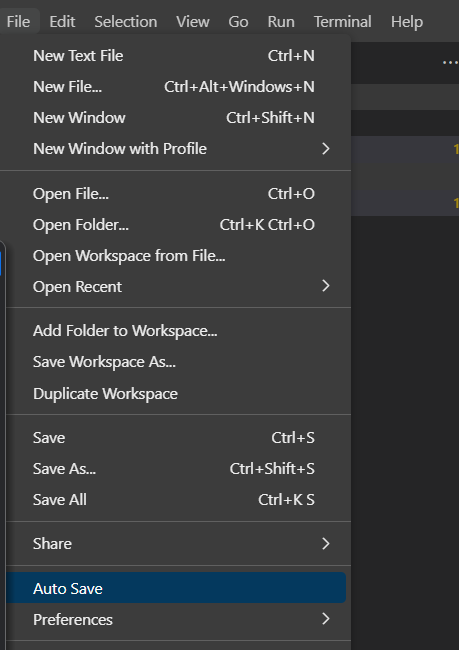 File Edit Selection View Go Run Terminal Help
New Text File Ctrl+N
New File... Ctrl+Alt+Windows+N
New Window Ctrl+Shift+N
New Window with Profile
Open File... Ctrl+O
Open Folder... Ctrl+K Ctrl+O
Open Workspace from File...
Open Recent
Add Folder to Workspace...
Save Workspace As...
Duplicate Workspace
Save Ctrl+S
Save As... Ctrl+Shift+S
Save All Ctrl+K S
Share
Auto Save
Preferences